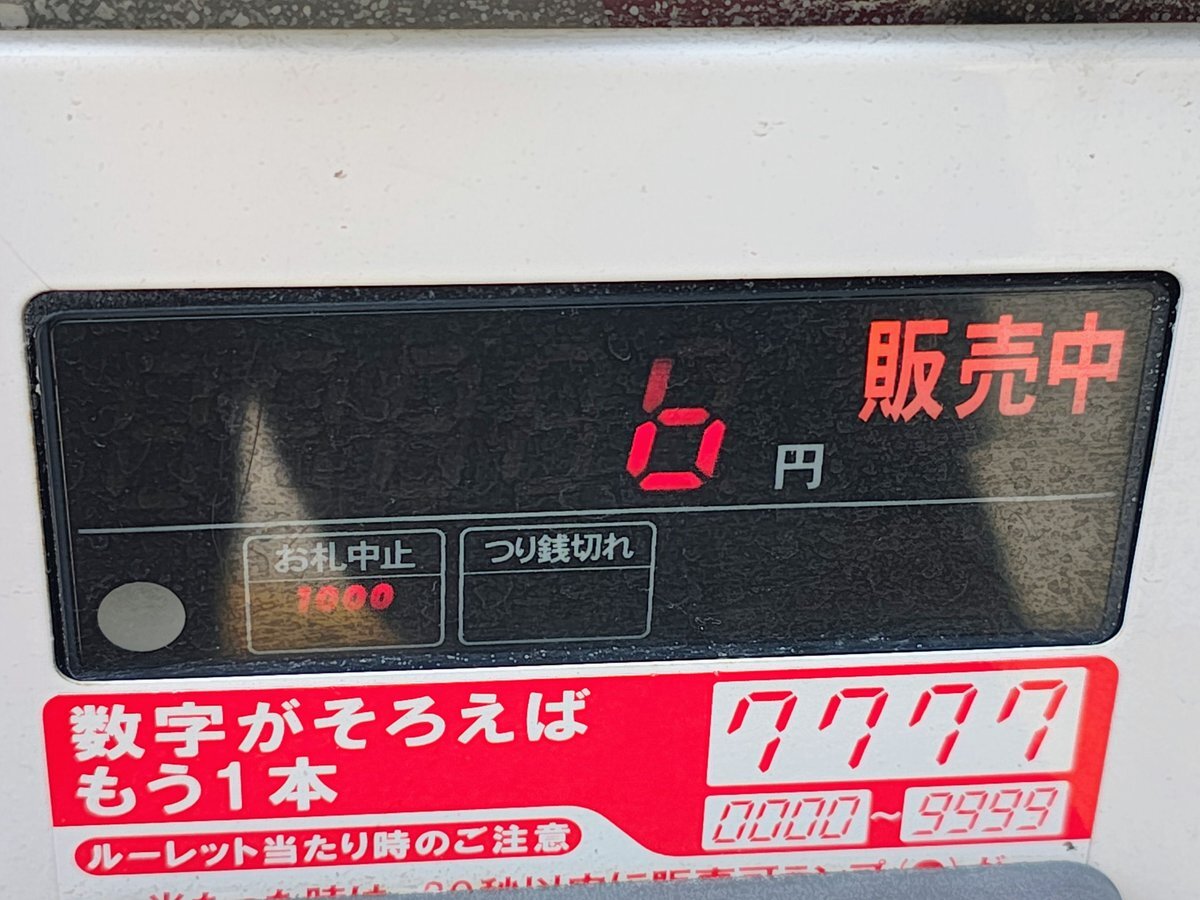 販売中
6 円
お札中止
つり銭切れ
1000
数字がそろえば
もう1本
7777
0000~9999
ルーレット当たり時のご注意